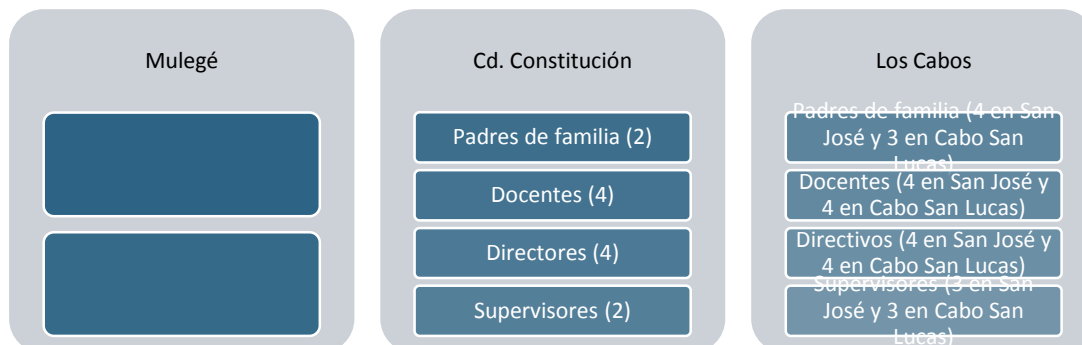 Mulegé
Cd. Constitución
Padres de familia (2)
Docentes (4)
Directores (4)
Supervisores (2)
Los Cabos
Padres de familia (4 en San
José y 3 en Cabo San
Lucas)
Docentes (4 en San José y
4 en Cabo San Lucas)
Directivos (4 en San José y
4 en Cabo San Lucas)
Supervisores (3 en San
José y 3 en Cabo San
Lucas)